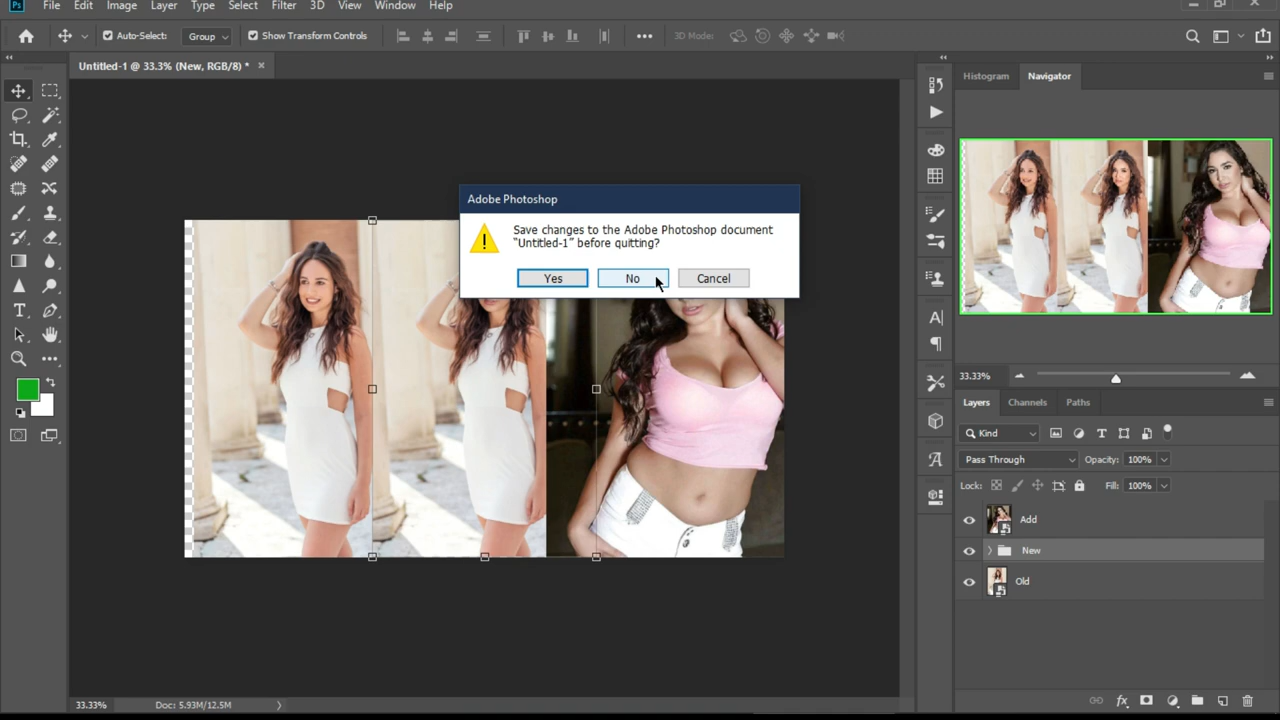 Ps File Edit Image Layer Type Select Filter 3D View Window Help
Auto-Select: Group Show Transform Controls ••• 3D Mode:
Untitled-1 @ 33.3% (New, RGB/8) * ×
Histogram Navigator
Adobe Photoshop
Save changes to the Adobe Photoshop document
“Untitled-1” before quitting?
Yes No Cancel
33.33%
Layers Channels Paths
Kind
Pass Through Opacity: 100%
Lock: Fill: 100%
Add
New
Old
33.33% Doc: 5.93M/12.5M